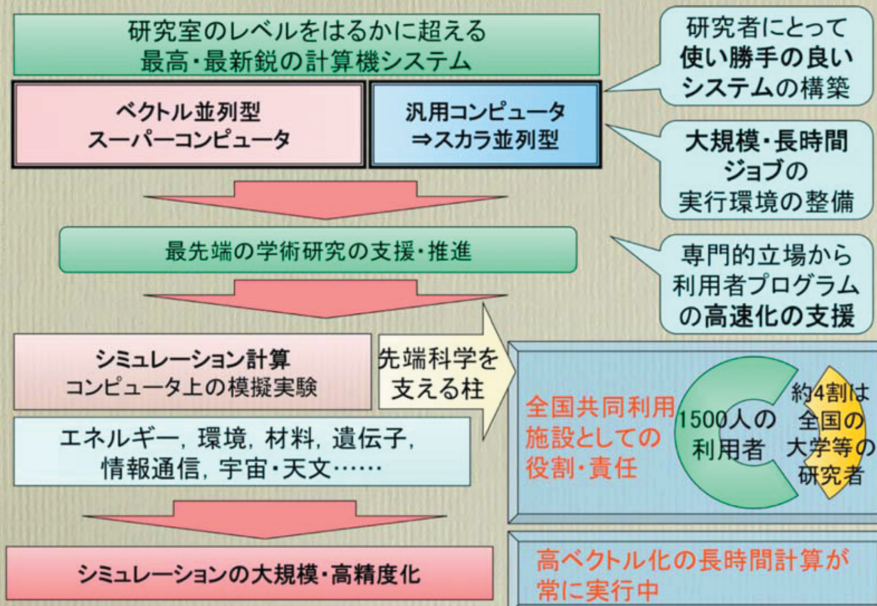 研究室のレベルをはるかに超える
最高・最新鋭の計算機システム
ベクトル並列型
スーパーコンピュータ
汎用コンピュータ
⇒スカラ並列型
研究者にとって
使い勝手の良い
システムの構築
大規模・長時間
ジョブの
実行環境の整備
最先端の学術研究の支援・推進
専門的立場から
利用者プログラム
の高速化の支援
シミュレーション計算
コンピュータ上の模擬実験
先端科学を
支える柱
エネルギー, 環境, 材料, 遺伝子,
情報通信, 宇宙・天文……
全国共同利用
施設としての
役割・責任
1500人の
利用者
約4割は
全国の
大学等の
研究者
シミュレーションの大規模・高精度化
高ベクトル化の長時間計算が
常に実行中